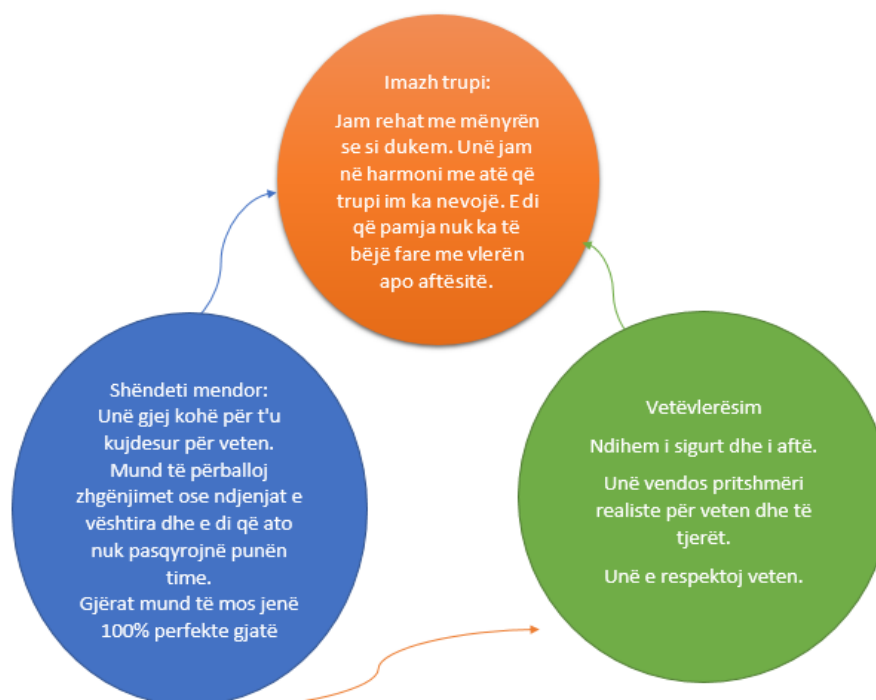 Imazh trupi:
Jam rehat me mënyrën
se si dukem. Unë jam
në harmoni me atë që
trupi im ka nevojë. E di
që pamja nuk ka të
bëjë fare me vlerën
apo aftësitë.
Shëndeti mendor:
Unë gjej kohë për t'u
kujdesur për veten.
Mund të përballoj
zhgënjimet ose ndjenjat e
vështira dhe e di që ato
nuk pasqyrojnë punën
time.
Gjërat mund të mos jenë
100% perfekte gjatë
Vetëvlerësim
Ndihem i sigurt dhe i aftë.
Unë vendos pritshmëri
realiste për veten dhe të
tjerët.
Unë e respektoj veten.